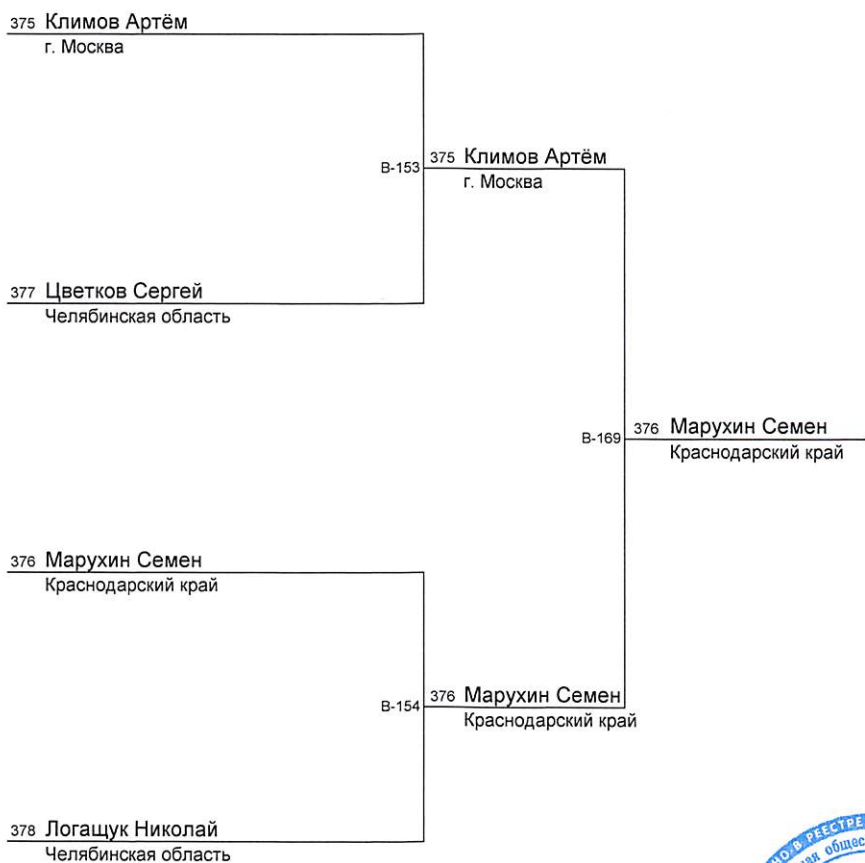 375 Климов Артём
г. Москва
B-153
375 Климов Артём
г. Москва
377 Цветков Сергей
Челябинская область
B-169
376 Марухин Семен
Краснодарский край
376 Марухин Семен
Краснодарский край
B-154
376 Марухин Семен
Краснодарский край
378 Логащук Николай
Челябинская область
В РЕЕСТРЕ